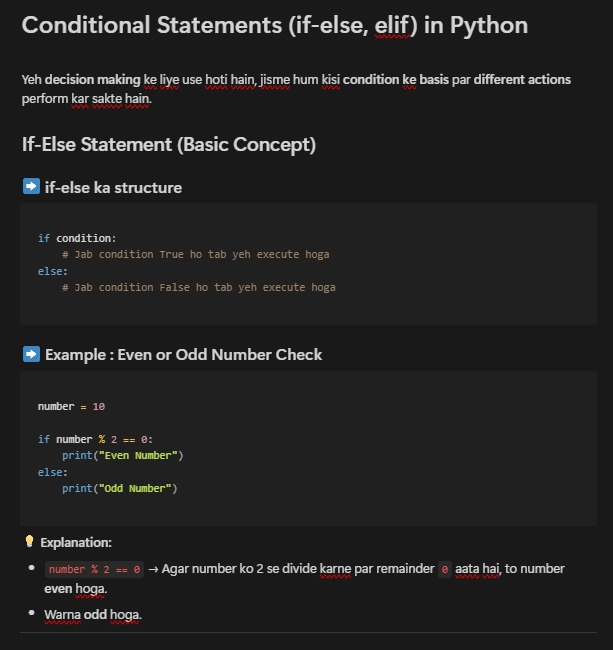 Conditional Statements (if-else, elif) in Python
Yeh decision making ke liye use hoti hain, jisme hum kisi condition ke basis par different actions
perform kar sakte hain.
If-Else Statement (Basic Concept)
➡ if-else ka structure
if condition:
    # Jab condition True ho tab yeh execute hoga
else:
    # Jab condition False ho tab yeh execute hoga
➡ Example : Even or Odd Number Check
number = 10
if number % 2 == 0:
    print("Even Number")
else:
    print("Odd Number")
💡 Explanation:
• number % 2 == 0 → Agar number ko 2 se divide karne par remainder 0 aata hai, to number
even hoga.
• Warna odd hoga.